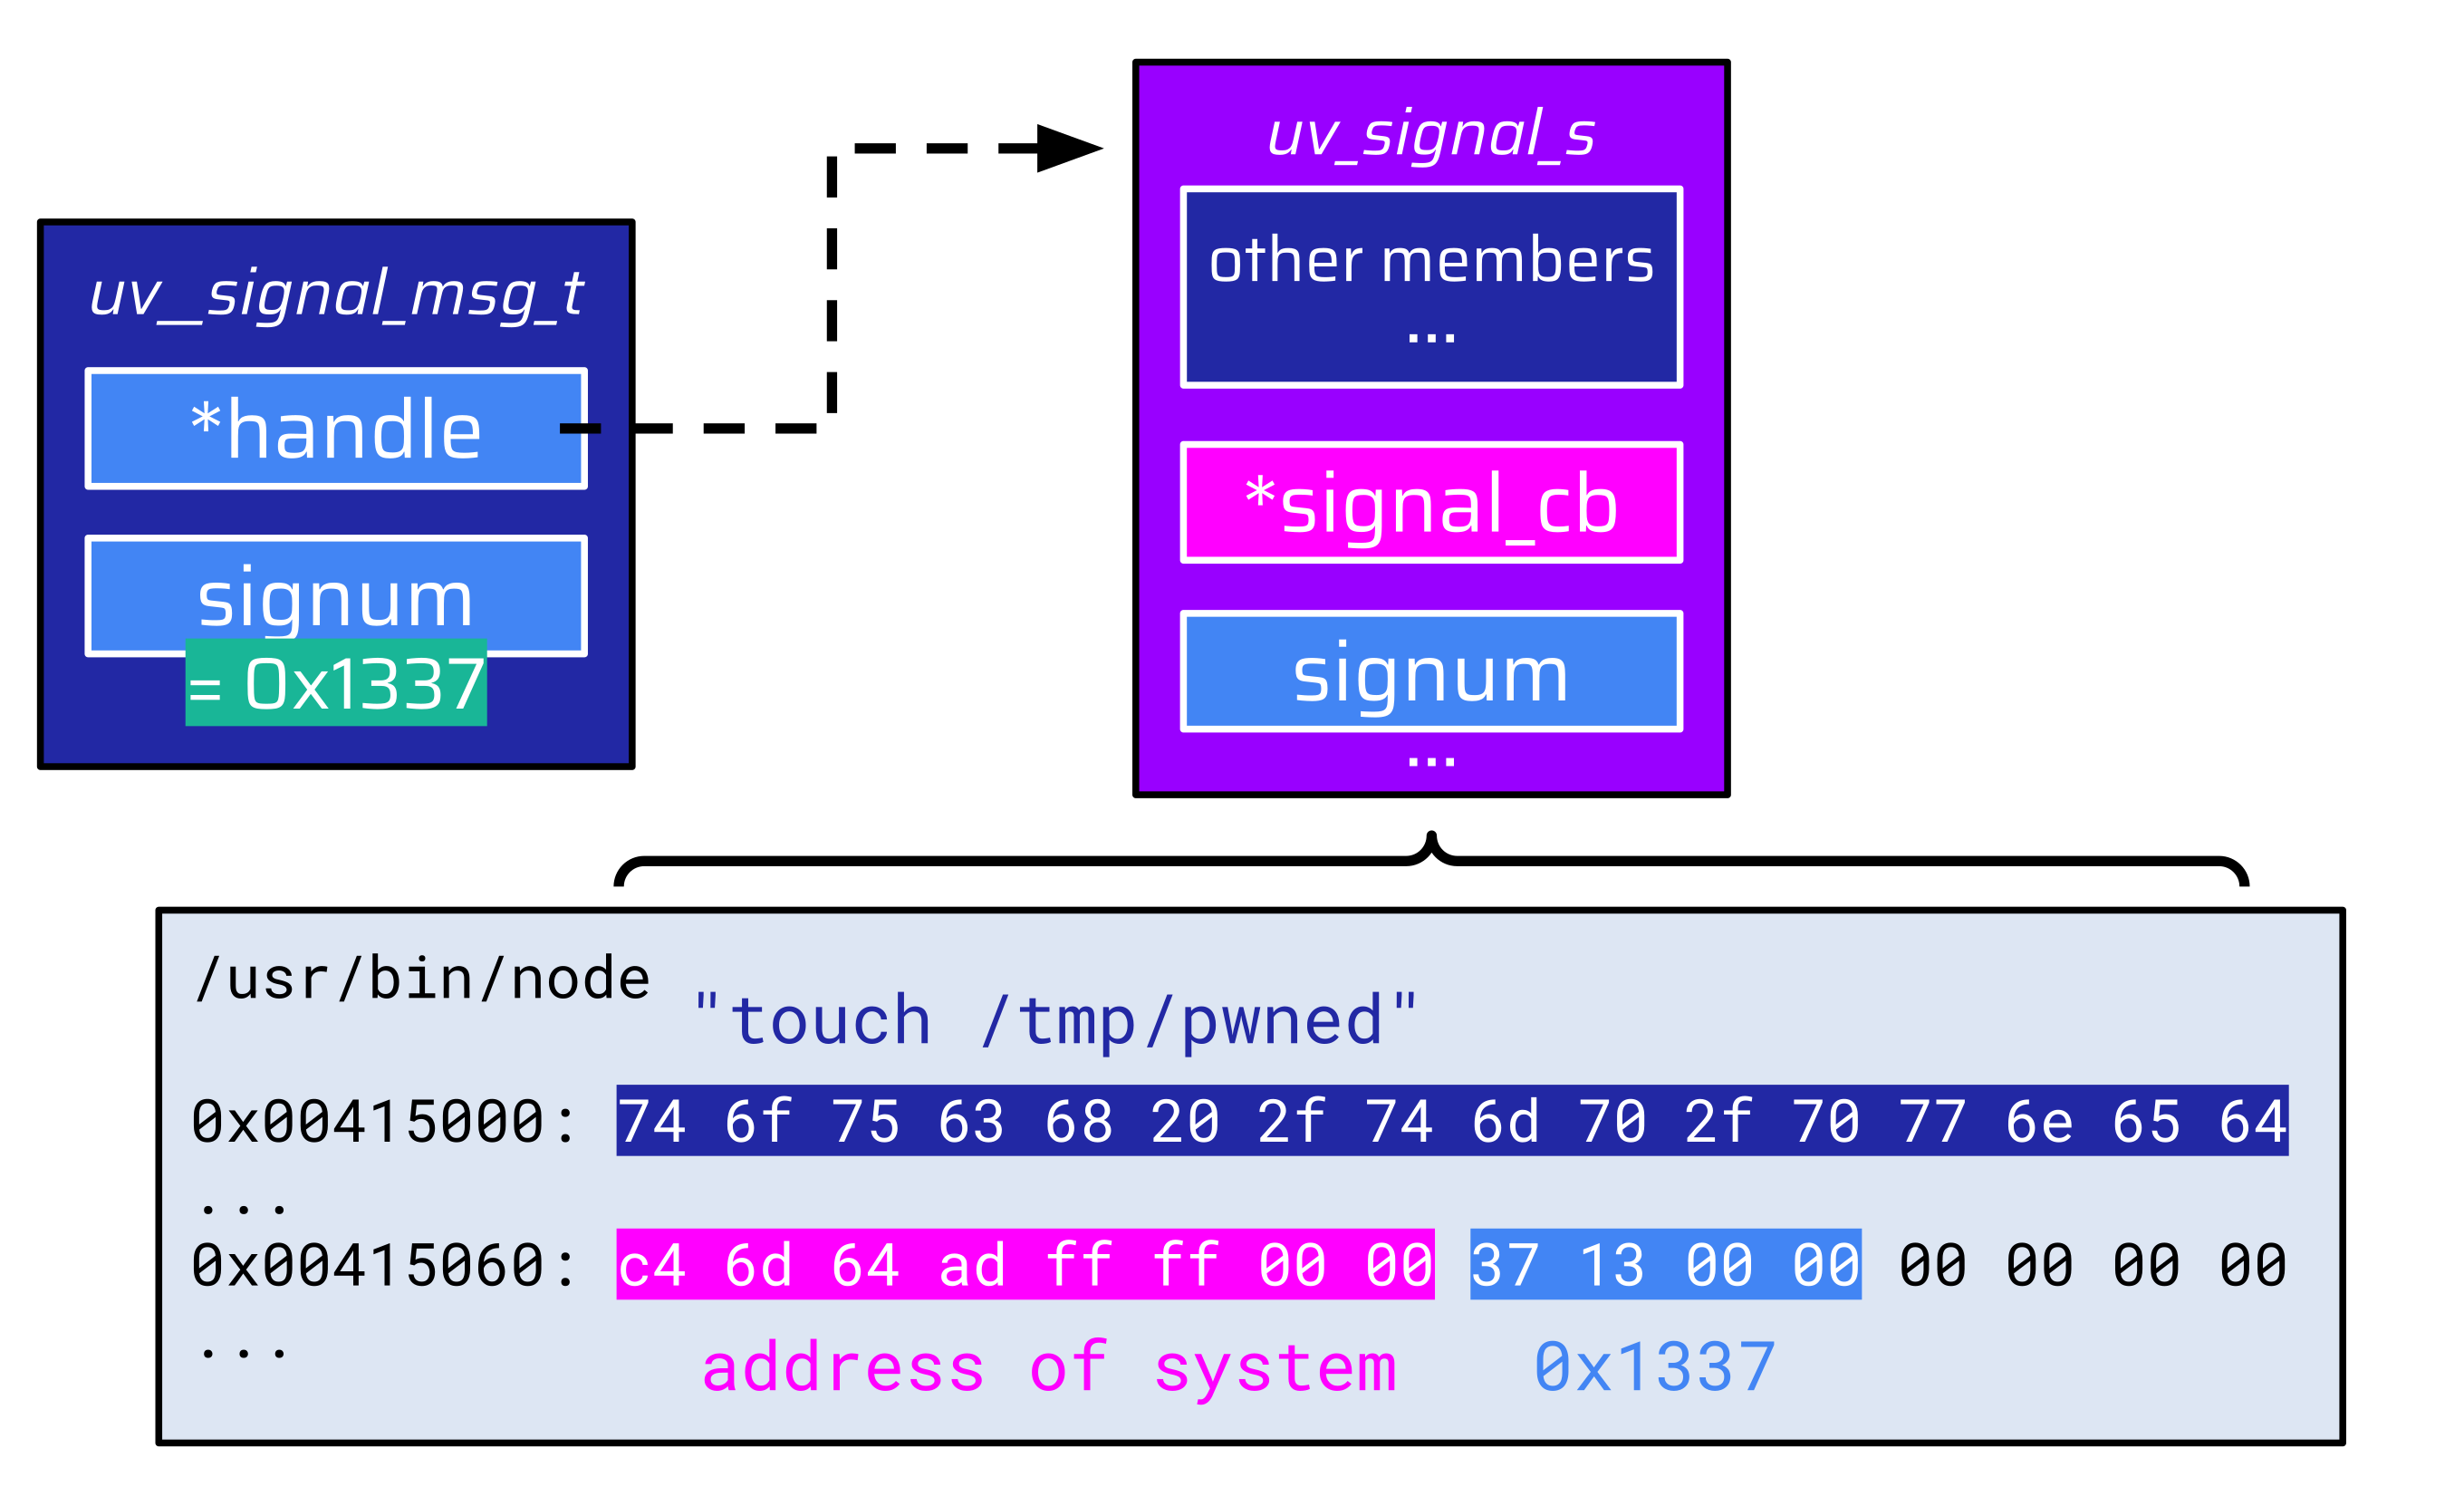 uv__signal_msg_t
*handle
signum
= 0x1337
uv_signal_s
other members
...
*signal_cb
signum
...
/usr/bin/node
"touch /tmp/pwned"
0x00415000: 74 6f 75 63 68 20 2f 74 6d 70 2f 70 77 6e 65 64
...
0x00415060: c4 6d 64 ad ff ff 00 00 37 13 00 00 00 00 00 00
...
address of system 0x1337